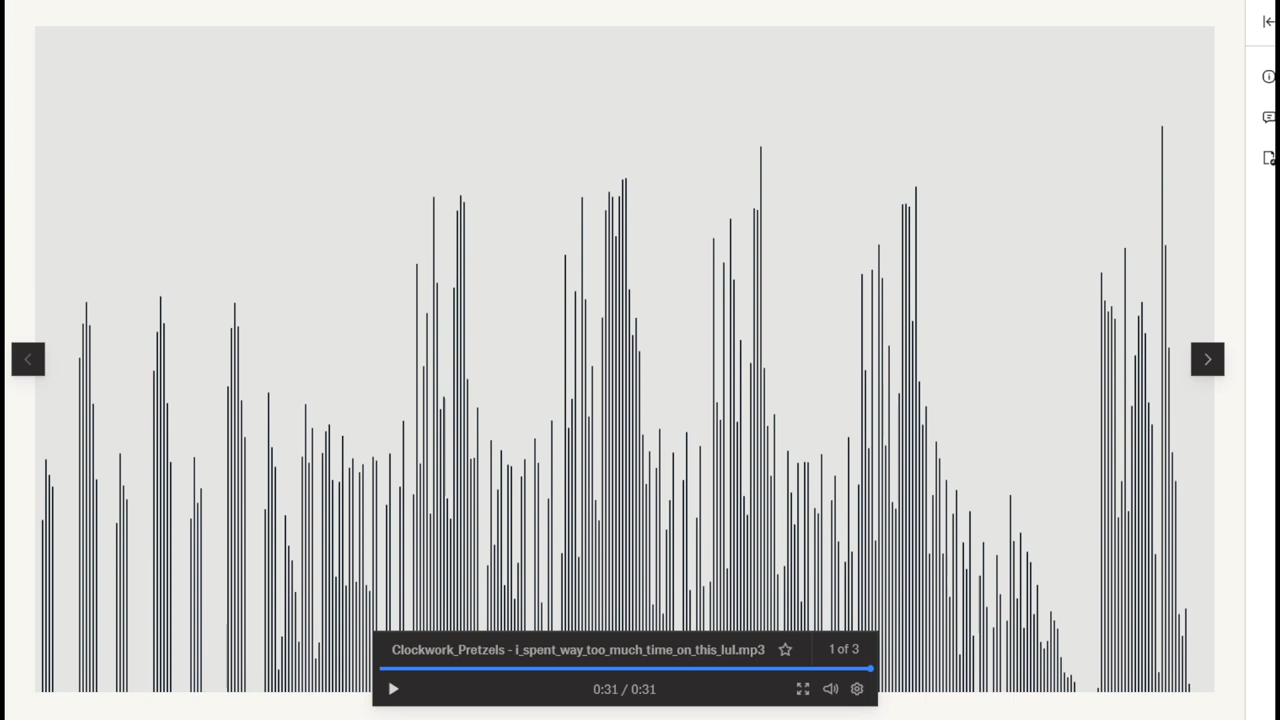 Clockwork_Pretzels - i_spent_way_too_much_time_on_this_lul.mp3
1 of 3
0:31 / 0:31